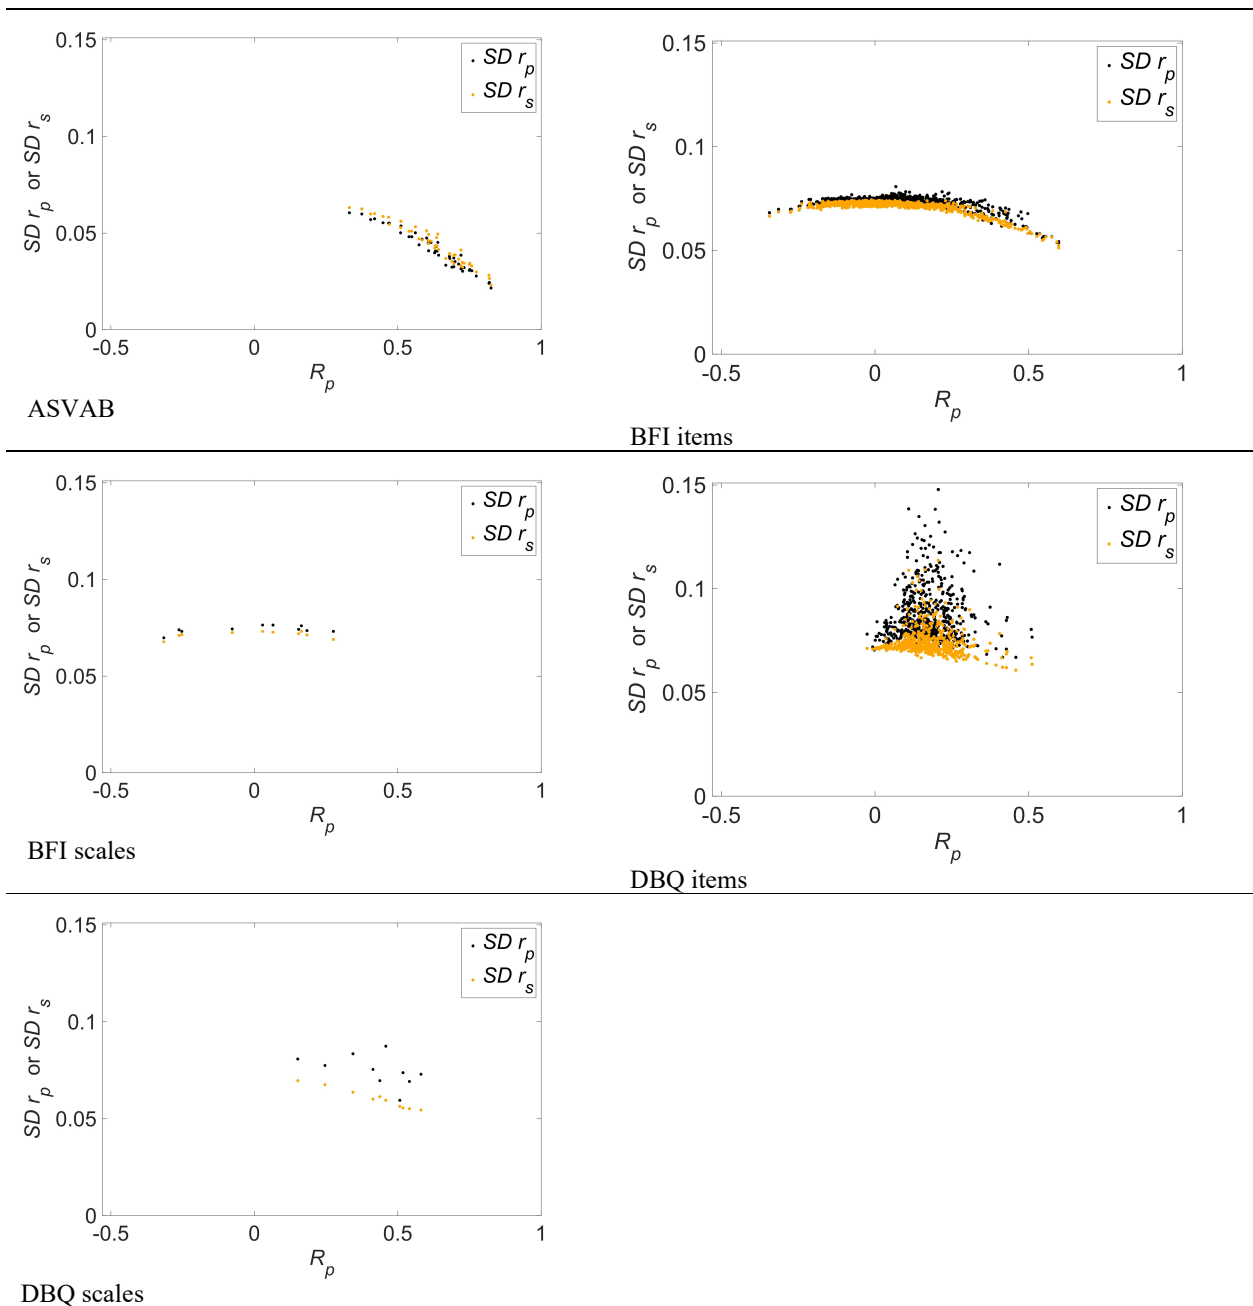 0.15
0.1
0.05
0
-0.5
0
0.5
1
SD r_p or SD r_s
R_p
SD r_p
SD r_s
ASVAB
0.15
0.1
0.05
0
-0.5
0
0.5
1
SD r_p or SD r_s
R_p
SD r_p
SD r_s
BFI items
0.15
0.1
0.05
0
-0.5
0
0.5
1
SD r_p or SD r_s
R_p
SD r_p
SD r_s
BFI scales
0.15
0.1
0.05
0
-0.5
0
0.5
1
SD r_p or SD r_s
R_p
SD r_p
SD r_s
DBQ items
0.15
0.1
0.05
0
-0.5
0
0.5
1
SD r_p or SD r_s
R_p
SD r_p
SD r_s
DBQ scales